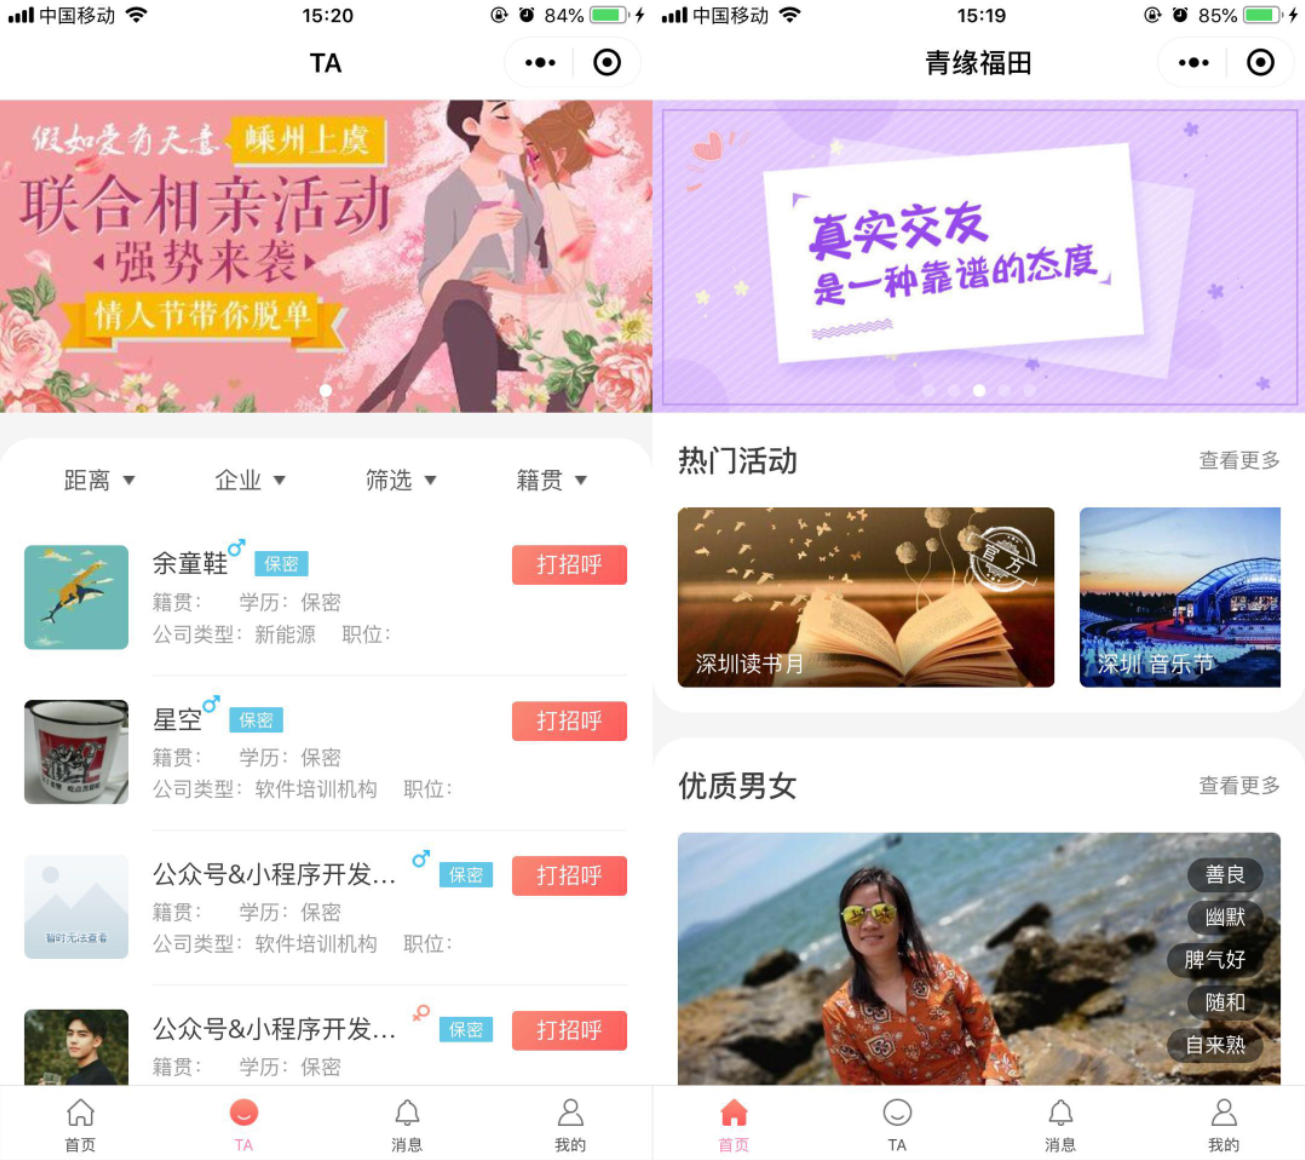 中国移动
15:20
84%
TA
假如爱有天意、嵊州上虞
联合相亲活动
强势来袭
情人节带你脱单
距离
企业
筛选
籍贯
余童鞋
保密
打招呼
籍贯：
学历：保密
公司类型：新能源
职位：
星空
保密
打招呼
籍贯：
学历：保密
公司类型：软件培训机构
职位：
暂时无法查看
公众号&小程序开发...
保密
打招呼
籍贯：
学历：保密
公司类型：软件培训机构
职位：
公众号&小程序开发...
保密
打招呼
籍贯：
学历：保密
首页
TA
消息
我的
中国移动
15:19
85%
青缘福田
真实交友
是一种靠谱的态度
热门活动
查看更多
官方
深圳读书月
深圳 音乐节
优质男女
查看更多
善良
幽默
脾气好
随和
自来熟
首页
TA
消息
我的